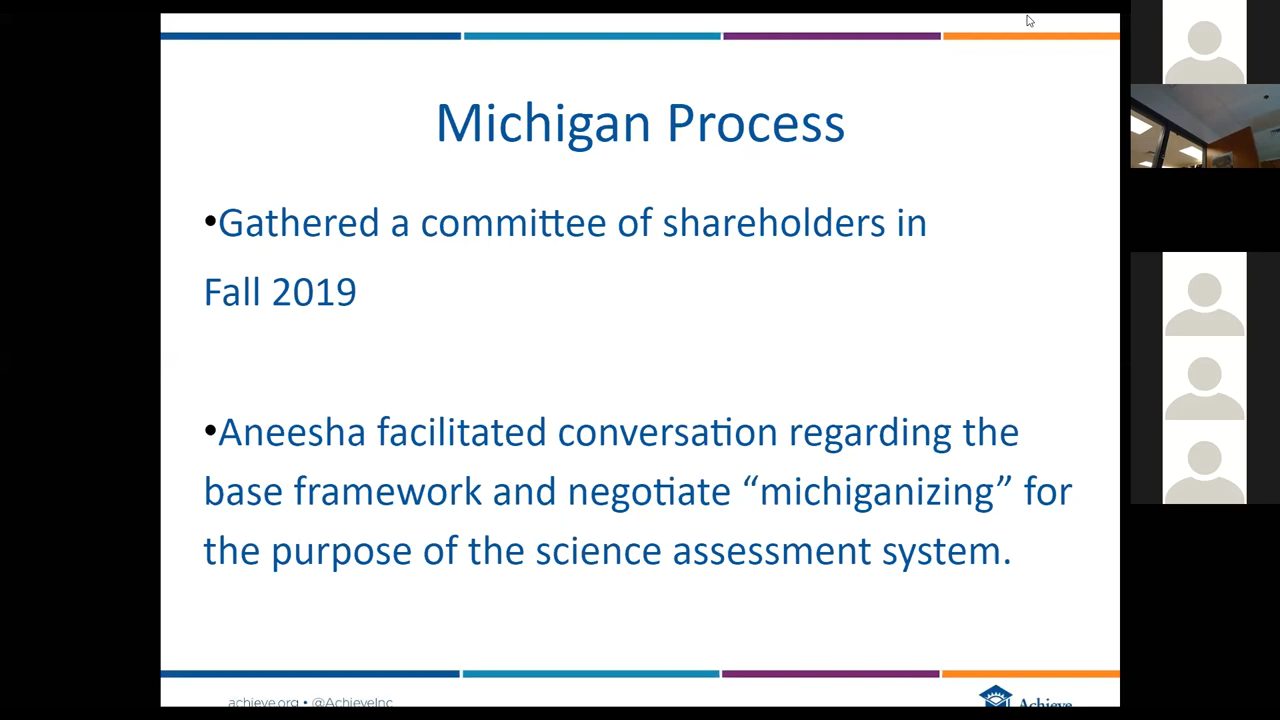 Michigan Process
•Gathered a committee of shareholders in
Fall 2019
•Aneesha facilitated conversation regarding the
base framework and negotiate “michiganizing” for
the purpose of the science assessment system.
achieve.org • @AchieveInc
Achieve